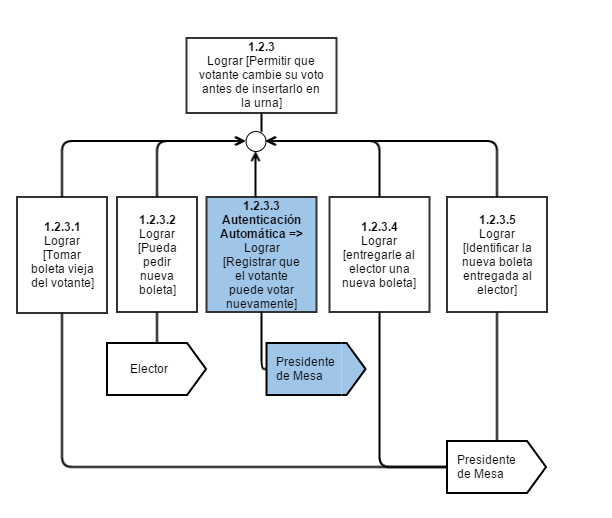 1.2.3
Lograr [Permitir que
votante cambie su voto
antes de insertarlo en
la urna]
1.2.3.1
Lograr
[Tomar
boleta vieja
del votante]
1.2.3.2
Lograr
[Pueda
pedir
nueva
boleta]
1.2.3.3
Autenticación
Automática =>
Lograr
[Registrar que
el votante
puede votar
nuevamente]
1.2.3.4
Lograr
[entregarle al
elector una
nueva boleta]
1.2.3.5
Lograr
[Identificar la
nueva boleta
entregada al
elector]
Elector
Presidente
de Mesa
Presidente
de Mesa